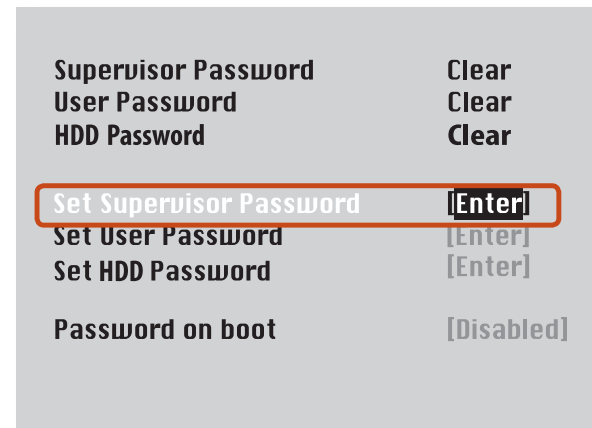 Supervisor Password Clear
User Password Clear
HDD Password Clear
Set Supervisor Password [Enter]
Set User Password [Enter]
Set HDD Password [Enter]
Password on boot [Disabled]